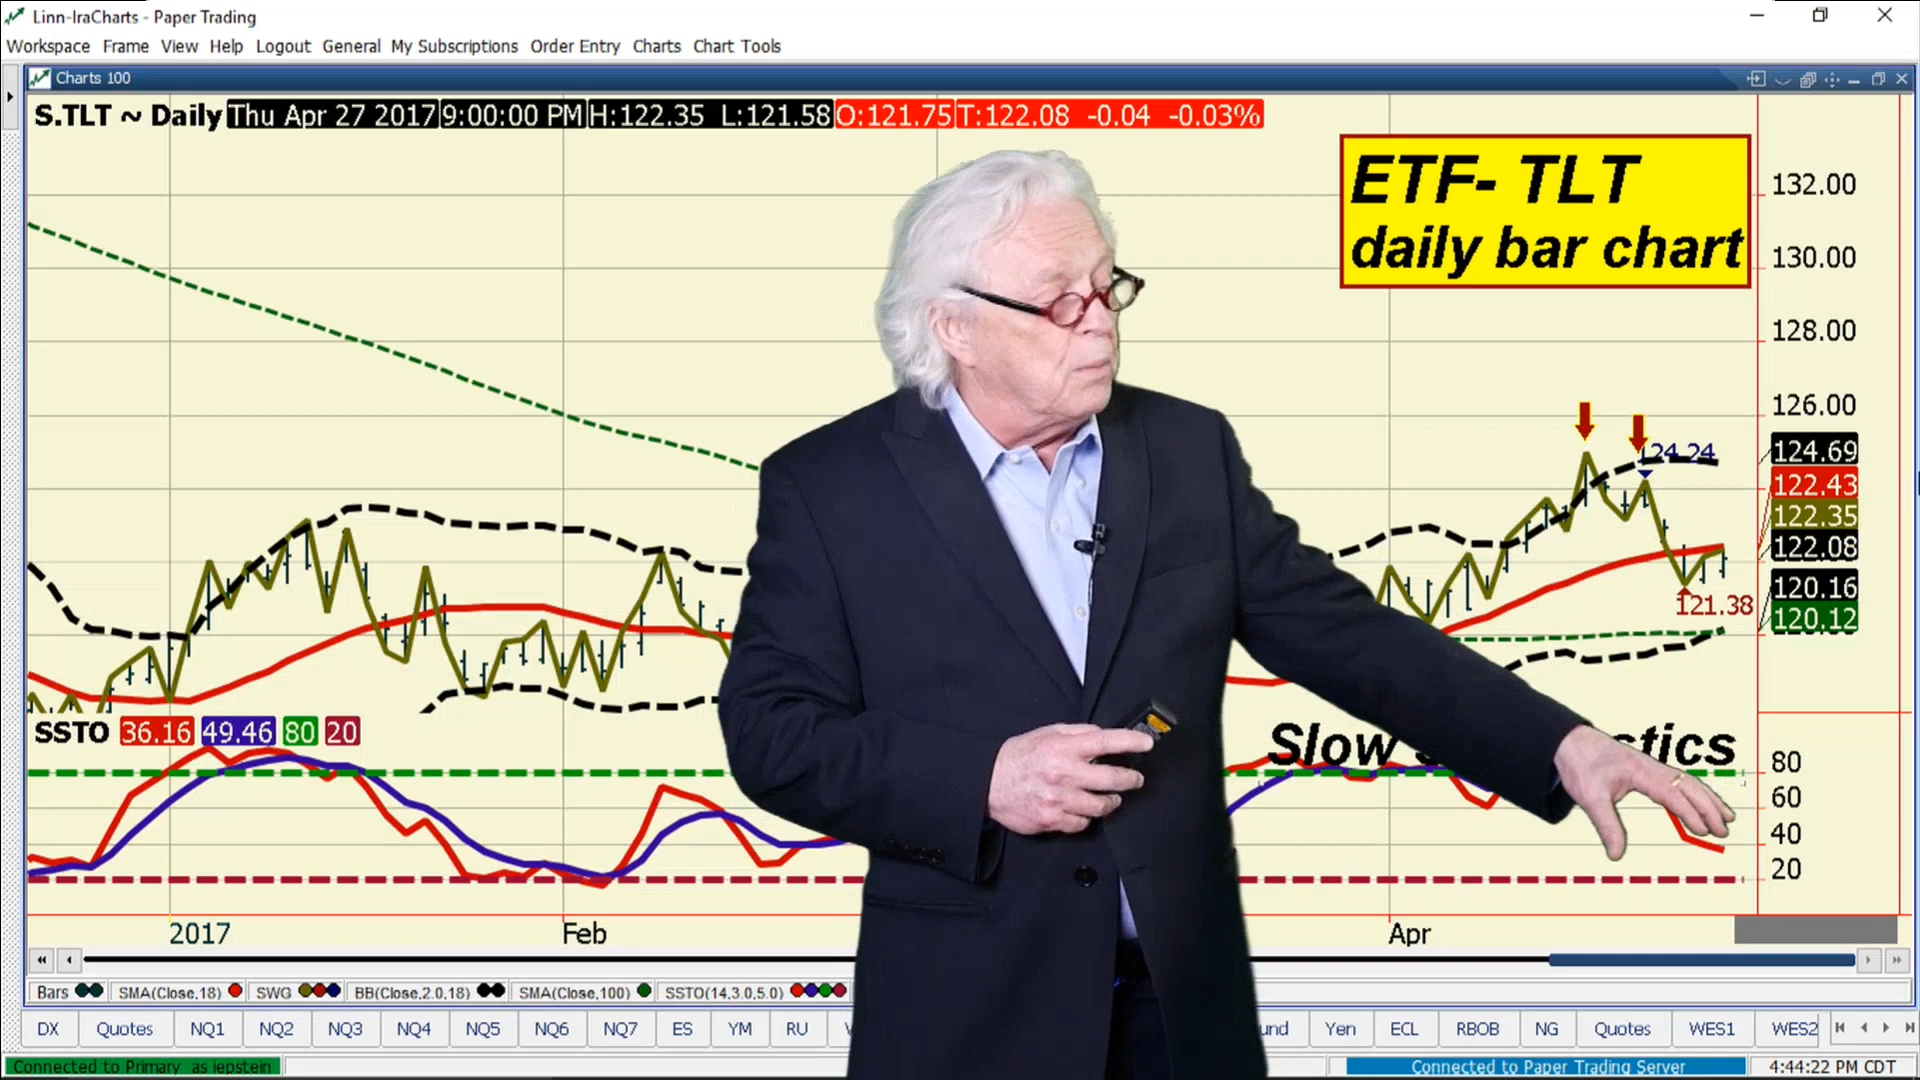 Linn-IraCharts - Paper Trading
Workspace Frame View Help Logout General My Subscriptions Order Entry Charts Chart Tools
Charts 100
S.TLT ~ Daily Thu Apr 27 2017 9:00:00 PM H:122.35 L:121.58 O:121.75 T:122.08 -0.04 -0.03%
ETF- TLT
daily bar chart
132.00
130.00
128.00
126.00
124.24
124.69
122.43
122.35
122.08
120.16
121.38
120.12
SSTO 36.16 49.46 80 20
Slow
80
60
40
20
2017 Feb Apr
Bars SMA(Close,18) SWG BB(Close,2.0,18) SMA(Close,100) SSTO(14,3.0,5.0)
DX Quotes NQ1 NQ2 NQ3 NQ4 NQ5 NQ6 NQ7 ES YM RU Yen ECL RBOB NG Quotes WES1 WES2
Connected to Primary as iepstein Connected to Paper Trading Server 4:44:22 PM CDT